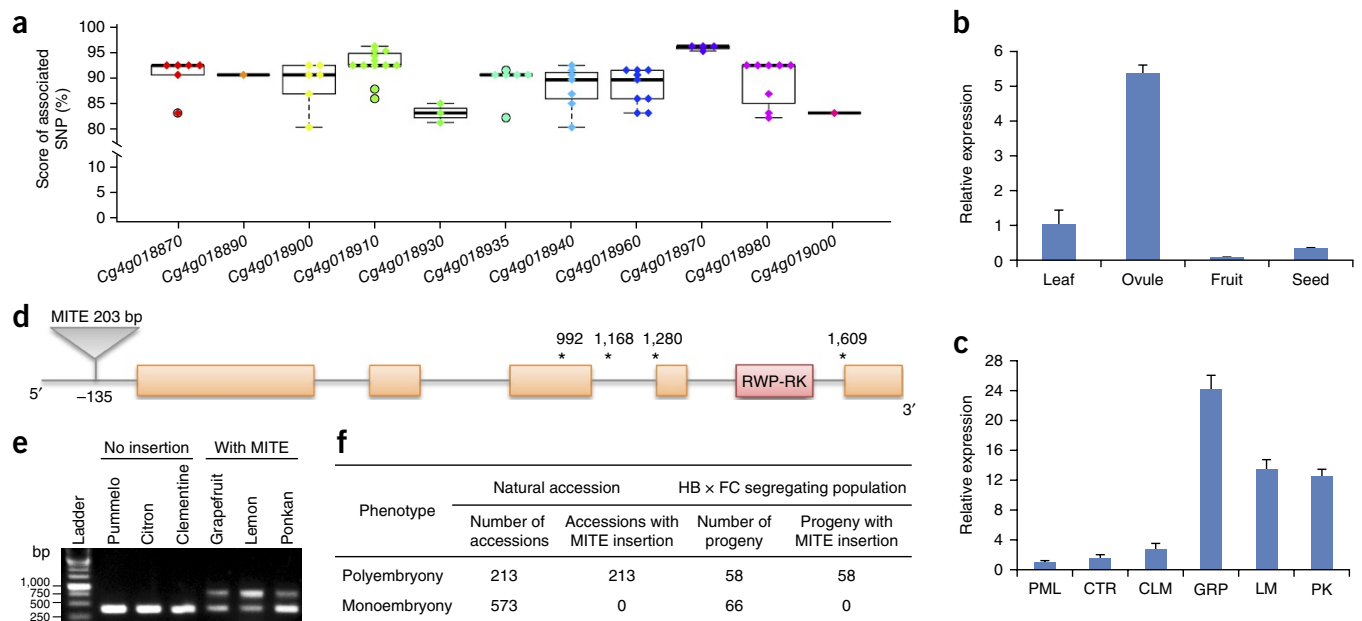 a
Score of associated
SNP (%)
100
95
90
85
80
10
5
0
Cg4g018870
Cg4g018890
Cg4g018900
Cg4g018910
Cg4g018930
Cg4g018935
Cg4g018940
Cg4g018960
Cg4g018970
Cg4g018980
Cg4g019000
b
Relative expression
6
5
4
3
2
1
0
Leaf Ovule Fruit Seed
d
MITE 203 bp
992 1,168 1,280 1,609
* * * *
RWP-RK
5′ –135 3′
c
Relative expression
28
24
20
16
12
8
4
0
PML CTR CLM GRP LM PK
e
No insertion With MITE
Ladder
Pummelo
Citron
Clementine
Grapefruit
Lemon
Ponkan
bp
1,000
750
500
250
f
Phenotype
Natural accession HB × FC segregating population
Number of accessions Accessions with MITE insertion Number of progeny Progeny with MITE insertion
Polyembryony 213 213 58 58
Monoembryony 573 0 66 0